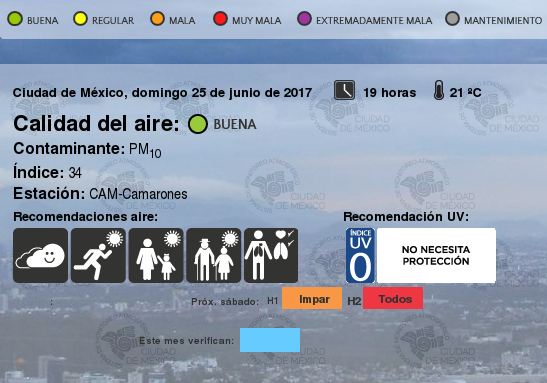 BUENA REGULAR MALA MUY MALA EXTREMADAMENTE MALA MANTENIMIENTO
Ciudad de México, domingo 25 de junio de 2017 19 horas 21 ºC
Calidad del aire: BUENA
Contaminante: PM10
Índice: 34
Estación: CAM-Camarones
Recomendaciones aire: Recomendación UV:
ÍNDICE
UV
0
NO NECESITA
PROTECCIÓN
: Próx. sábado: H1 Impar H2 Todos
Este mes verifican:
CIUDAD
DE MÉXICO